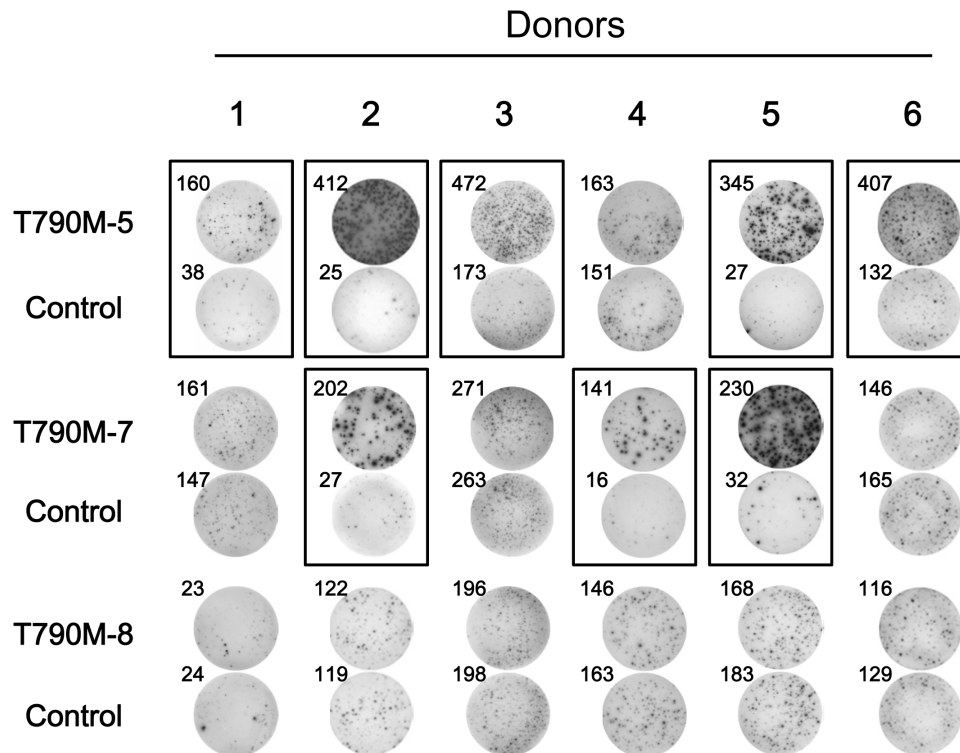 Donors
1 2 3 4 5 6
160 412 472 163 345 407
T790M-5
38 25 173 151 27 132
Control
161 202 271 141 230 146
T790M-7
147 27 263 16 32 165
Control
23 122 196 146 168 116
T790M-8
24 119 198 163 183 129
Control